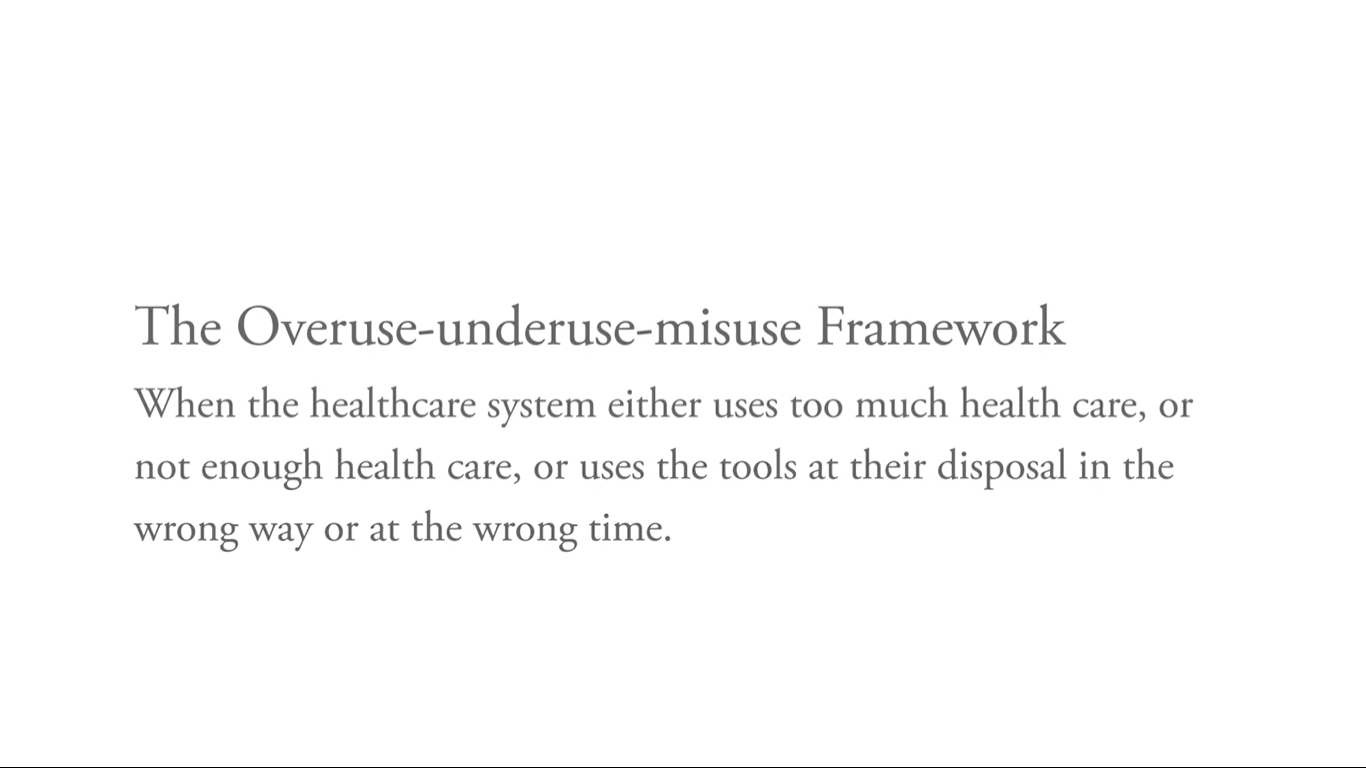 The Overuse-underuse-misuse Framework
When the healthcare system either uses too much health care, or
not enough health care, or uses the tools at their disposal in the
wrong way or at the wrong time.